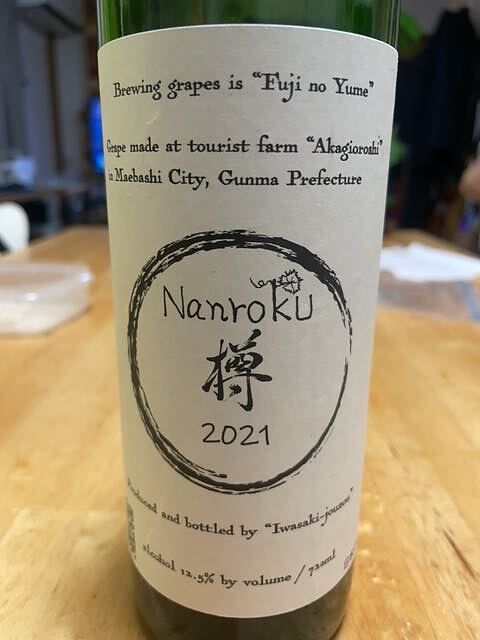 Brewing grapes is "Fuji no Yume"
Grape made at tourist farm "Akagioroshi"
in Maebashi City, Gunma Prefecture
Nanroku
樽
2021
Produced and bottled by "Iwasaki-jouzou"
alcohol 12.5% by volume / 720ml